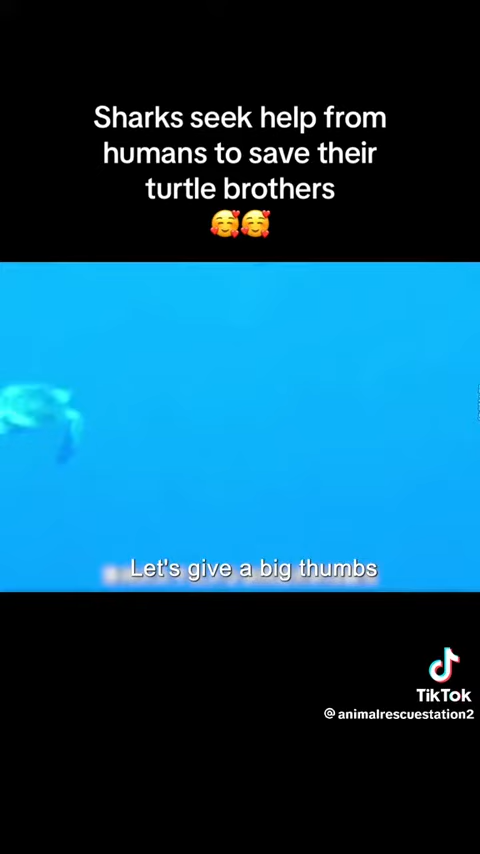 Sharks seek help from
humans to save their
turtle brothers
🥰🥰
Let's give a big thumbs
TikTok
@animalrescuestation2